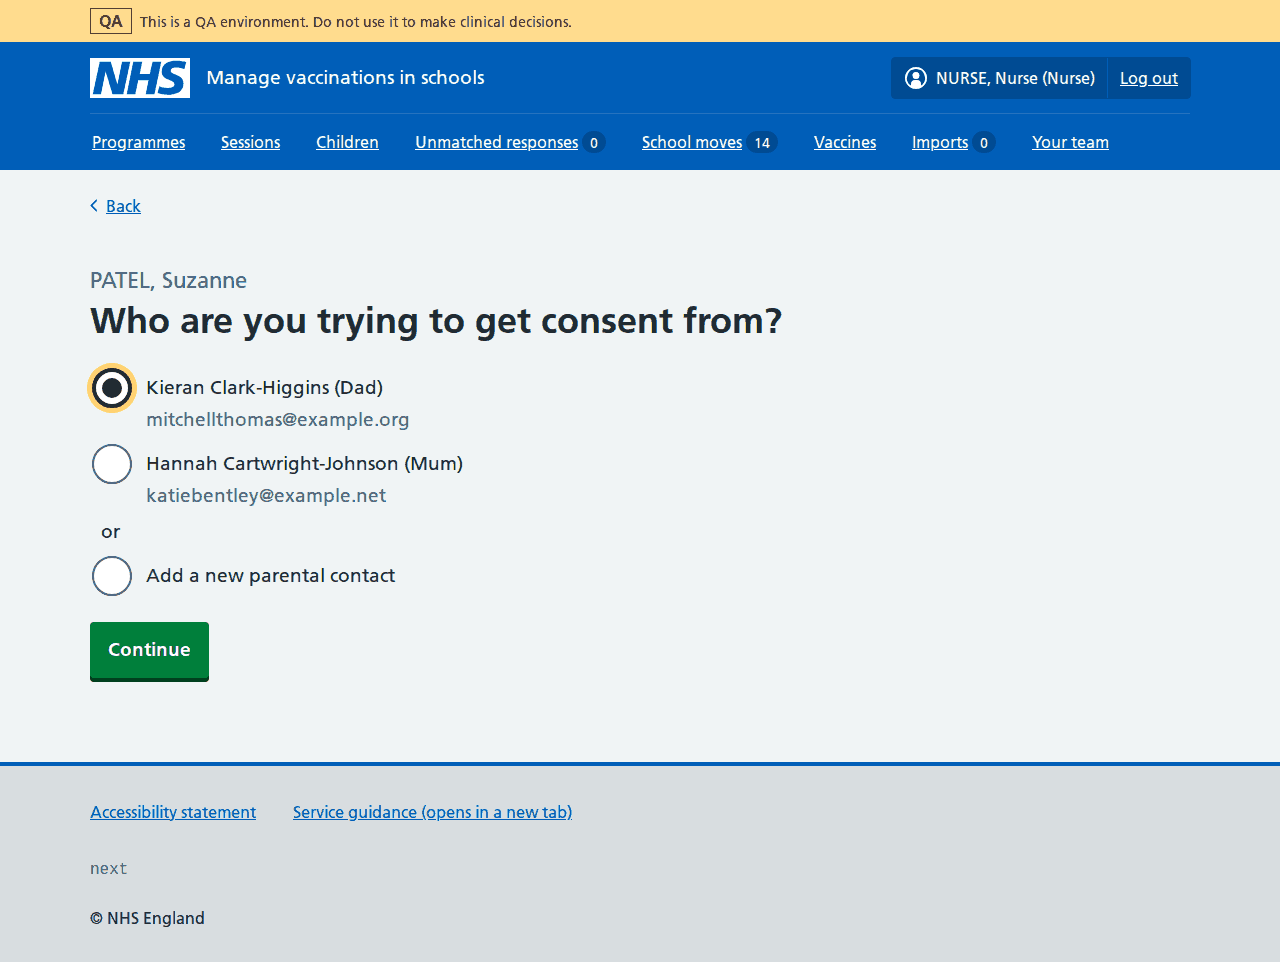 QA This is a QA environment. Do not use it to make clinical decisions.
NHS Manage vaccinations in schools NURSE, Nurse (Nurse) Log out
Programmes Sessions Children Unmatched responses 0 School moves 14 Vaccines Imports 0 Your team
Back
PATEL, Suzanne
Who are you trying to get consent from?
Kieran Clark-Higgins (Dad)
mitchellthomas@example.org
Hannah Cartwright-Johnson (Mum)
katiebentley@example.net
or
Add a new parental contact
Continue
Accessibility statement Service guidance (opens in a new tab)
next
© NHS England